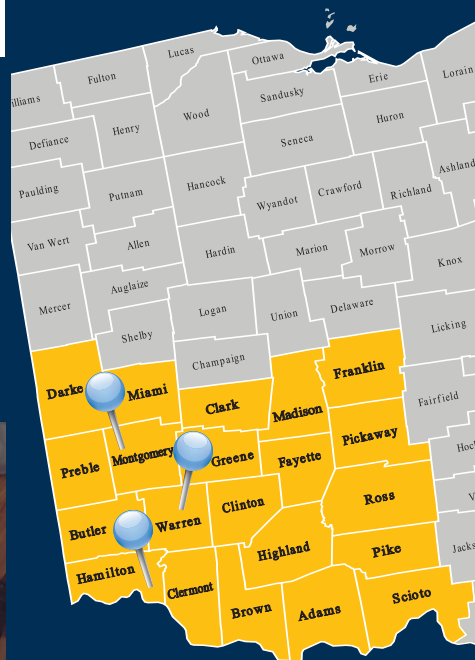 Lucas
Ottawa
Fulton
Erie
Lorain
illiams
Sandusky
Wood
Huron
Henry
Defiance
Seneca
Ashland
Hancock
Crawford
Richland
Paulding
Putnam
Wyandot
Van Wert
Allen
Hardin
Marion
Morrow
Knox
Auglaize
Mercer
Logan
Union
Delaware
Licking
Shelby
Champaign
Franklin
Darke
Miami
Fairfield
Clark
Madison
Pickaway
Hoc
Montgomery
Greene
Fayette
Preble
Ross
V
Clinton
Warren
Butler
Jacks
Highland
Pike
Hamilton
Clermont
Scioto
Brown
Adams